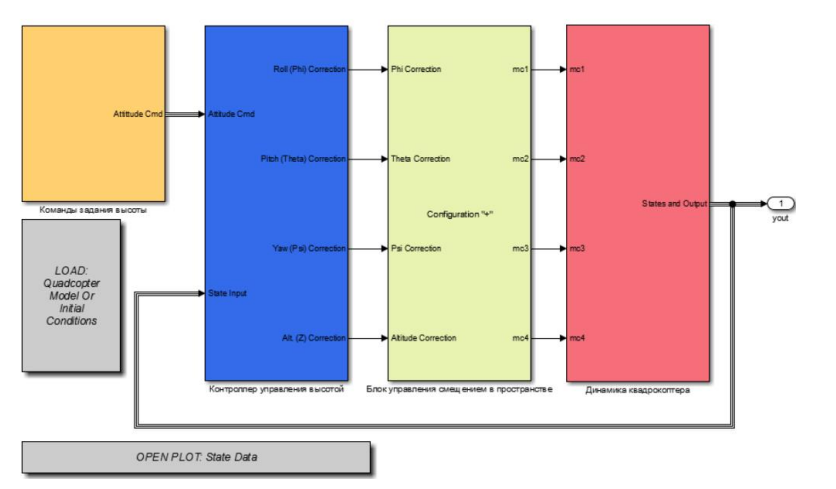 Attitude Cmd
Команды задания высоты
LOAD:
Quadcopter
Model Or
Initial
Conditions
Roll (Phi) Correction
Attitude Cmd
Pitch (Theta) Correction
Yaw (Psi) Correction
State Input
Alt. (Z) Correction
Контроллер управления высотой
Phi Correction
mc1
Theta Correction
mc2
Configuration "+"
Psi Correction
mc3
Altitude Correction
mc4
Блок управления смещением в пространстве
mc1
mc2
States and Output
mc3
mc4
Динамика квадрокоптера
1
yout
OPEN PLOT: State Data